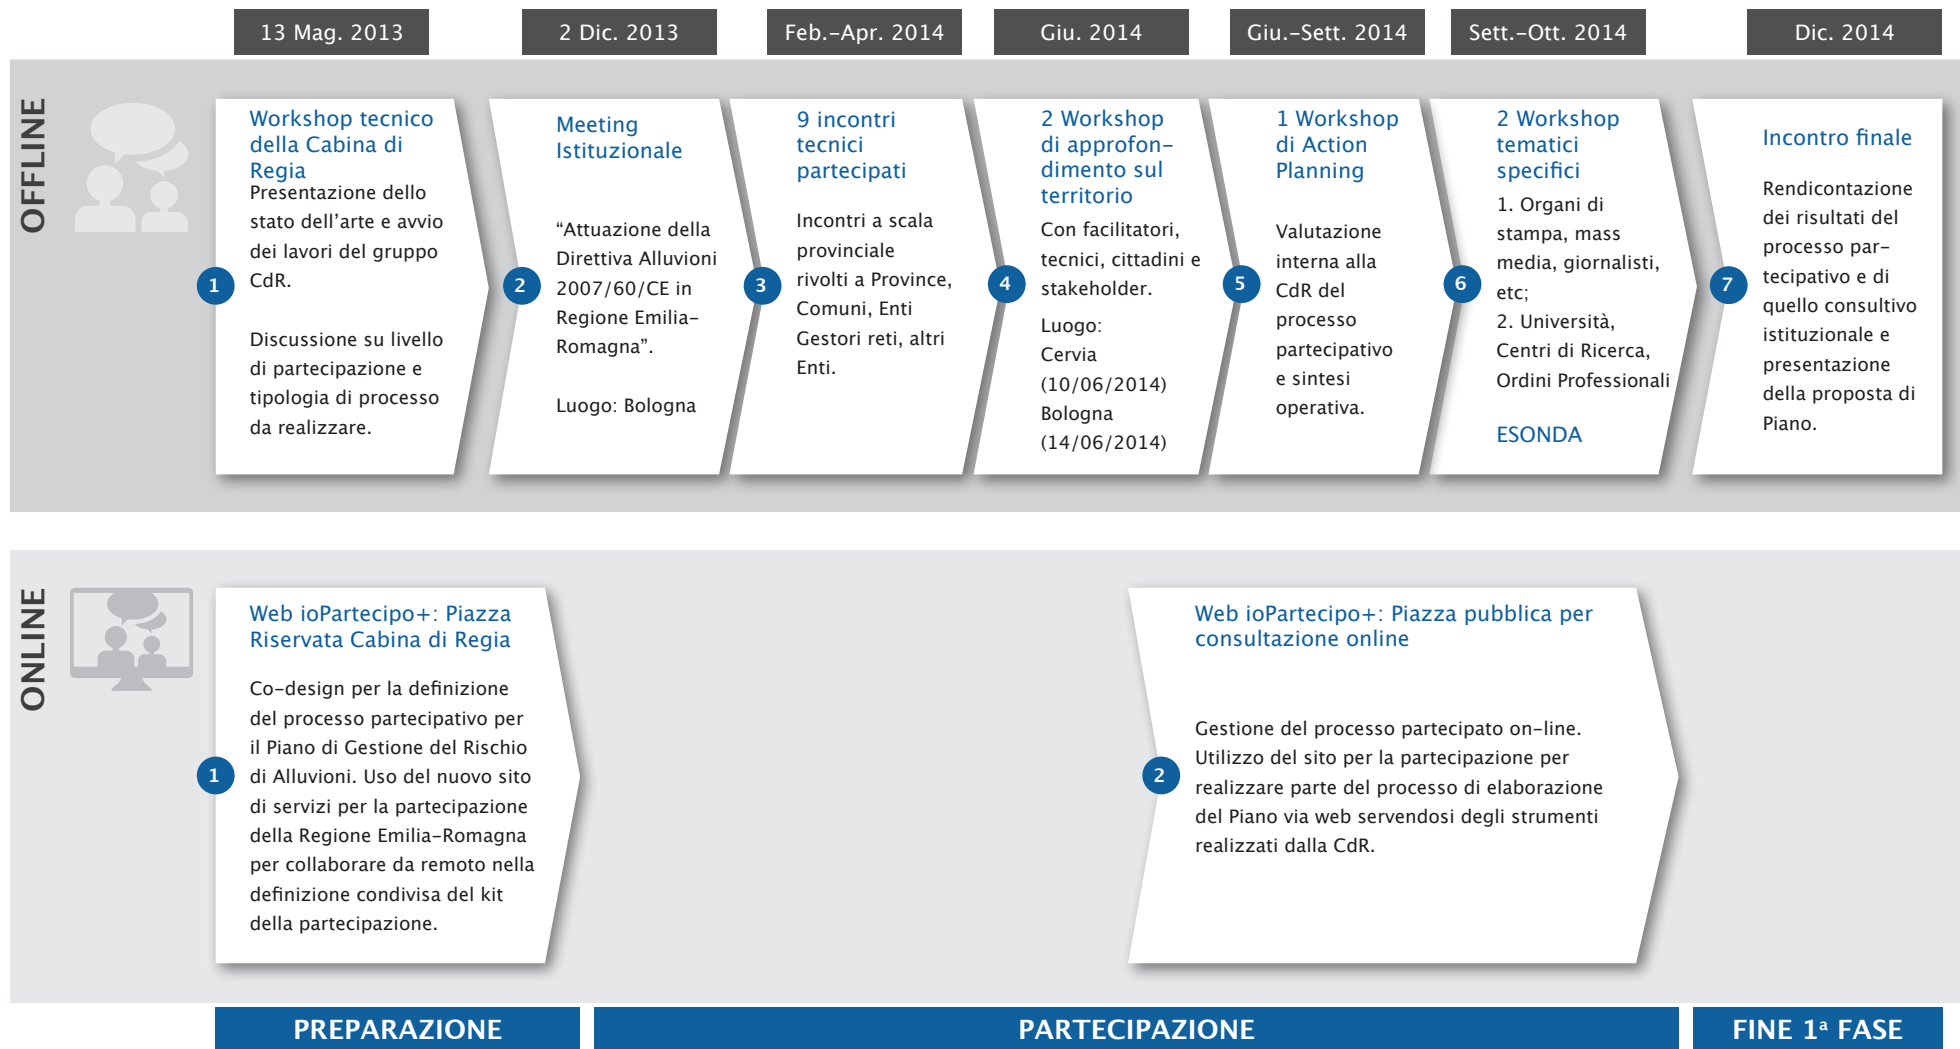 13 Mag. 2013
2 Dic. 2013
Feb.-Apr. 2014
Giu. 2014
Giu.-Sett. 2014
Sett.-Ott. 2014
Dic. 2014
OFFLINE
1
Workshop tecnico
della Cabina di
Regia
Presentazione dello
stato dell'arte e avvio
dei lavori del gruppo
CdR.
Discussione su livello
di partecipazione e
tipologia di processo
da realizzare.
2
Meeting
Istituzionale
“Attuazione della
Direttiva Alluvioni
2007/60/CE in
Regione Emilia-
Romagna”.
Luogo: Bologna
3
9 incontri
tecnici
partecipati
Incontri a scala
provinciale
rivolti a Province,
Comuni, Enti
Gestori reti, altri
Enti.
4
2 Workshop
di approfon-
dimento sul
territorio
Con facilitatori,
tecnici, cittadini e
stakeholder.
Luogo:
Cervia
(10/06/2014)
Bologna
(14/06/2014)
5
1 Workshop
di Action
Planning
Valutazione
interna alla
CdR del
processo
partecipativo
e sintesi
operativa.
6
2 Workshop
tematici
specifici
1. Organi di
stampa, mass
media, giornalisti,
etc;
2. Università,
Centri di Ricerca,
Ordini Professionali
ESONDA
7
Incontro finale
Rendicontazione
dei risultati del
processo par-
tecipativo e di
quello consultivo
istituzionale e
presentazione
della proposta di
Piano.
ONLINE
1
Web ioPartecipo+: Piazza
Riservata Cabina di Regia
Co-design per la definizione
del processo partecipativo per
il Piano di Gestione del Rischio
di Alluvioni. Uso del nuovo sito
di servizi per la partecipazione
della Regione Emilia-Romagna
per collaborare da remoto nella
definizione condivisa del kit
della partecipazione.
2
Web ioPartecipo+: Piazza pubblica per
consultazione online
Gestione del processo partecipato on-line.
Utilizzo del sito per la partecipazione per
realizzare parte del processo di elaborazione
del Piano via web servendosi degli strumenti
realizzati dalla CdR.
PREPARAZIONE
PARTECIPAZIONE
FINE 1ª FASE